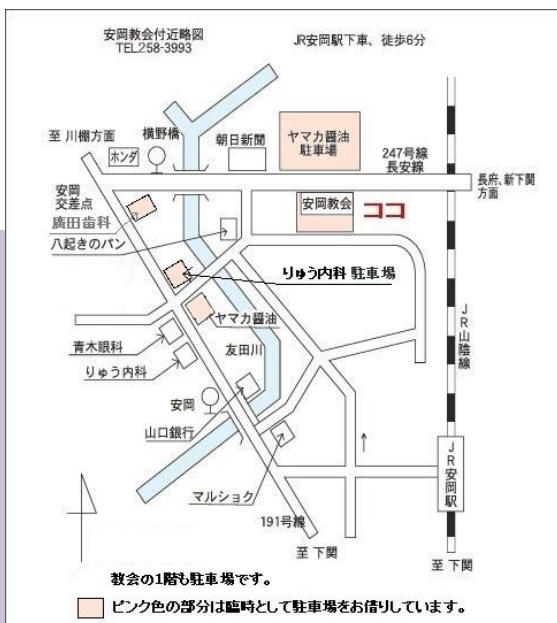 安岡教会付近略図
TEL258-3993
JR安岡駅下車、徒歩6分
至 川棚方面
横野橋
朝日新聞
ヤマカ醤油
駐車場
ホンダ
247号線
長安線
長府、新下関
方面
安岡
交差点
安岡教会
ココ
廣田歯科
八起きのパン
りゅう内科 駐車場
ヤマカ醤油
JR山陰線
青木眼科
友田川
りゅう内科
安岡
山口銀行
マルショク
JR安岡駅
191号線
至 下関
至 下関
教会の1階も駐車場です。
ピンク色の部分は臨時として駐車場をお借りしています。